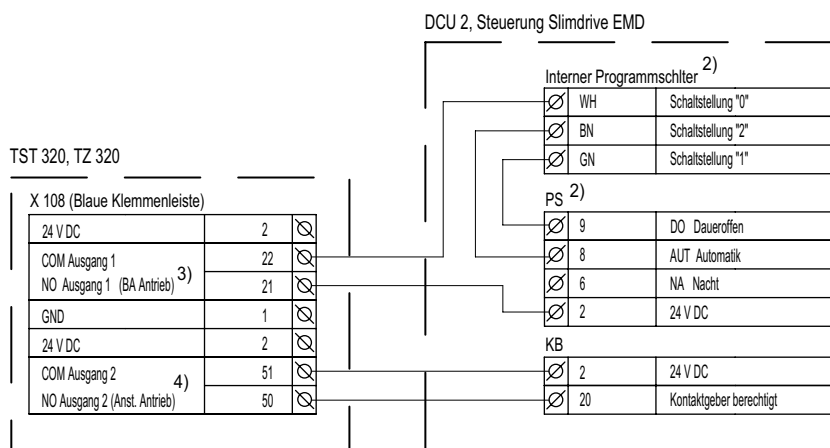 DCU 2, Steuerung Slimdrive EMD
Interner Programmschlter 2)
WH Schaltstellung "0"
BN Schaltstellung "2"
GN Schaltstellung "1"
TST 320, TZ 320
X 108 (Blaue Klemmenleiste)
24 V DC 2
COM Ausgang 1 22
NO Ausgang 1 (BA Antrieb) 3) 21
GND 1
24 V DC 2
COM Ausgang 2 51
NO Ausgang 2 (Anst. Antrieb) 4) 50
PS 2)
9 DO Daueroffen
8 AUT Automatik
6 NA Nacht
2 24 V DC
KB
2 24 V DC
20 Kontaktgeber berechtigt